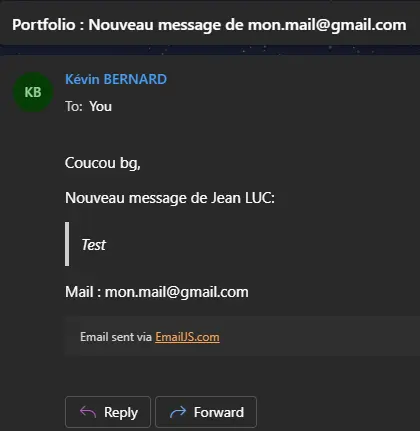 Portfolio : Nouveau message de mon.mail@gmail.com
KB
Kévin BERNARD
To: You
Coucou bg,
Nouveau message de Jean LUC:
Test
Mail : mon.mail@gmail.com
Email sent via EmailJS.com
Reply
Forward